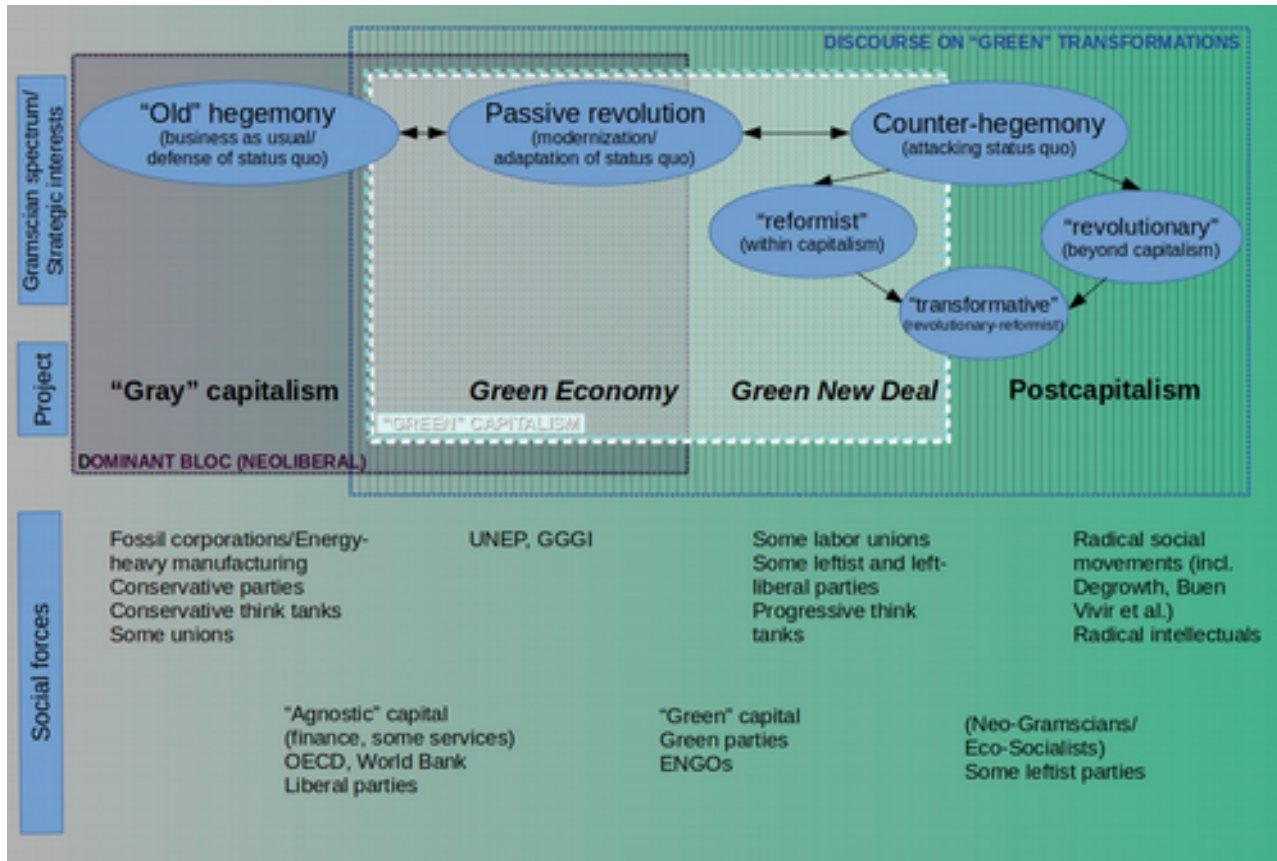 DISCOURSE ON “GREEN” TRANSFORMATIONS
Gramscian spectrum/
Strategic interests
“Old” hegemony
(business as usual/
defense of status quo)
Passive revolution
(modernization/
adaptation of status quo)
Counter-hegemony
(attacking status quo)
“reformist”
(within capitalism)
“revolutionary”
(beyond capitalism)
“transformative”
(revolutionary-reformist)
Project
“Gray” capitalism
Green Economy
Green New Deal
Postcapitalism
“GREEN” CAPITALISM
DOMINANT BLOC (NEOLIBERAL)
Social forces
Fossil corporations/Energy-
heavy manufacturing
Conservative parties
Conservative think tanks
Some unions
UNEP, GGGI
Some labor unions
Some leftist and left-
liberal parties
Progressive think
tanks
Radical social
movements (incl.
Degrowth, Buen
Vivir et al.)
Radical intellectuals
“Agnostic” capital
(finance, some services)
OECD, World Bank
Liberal parties
“Green” capital
Green parties
ENGOs
(Neo-Gramscians/
Eco-Socialists)
Some leftist parties